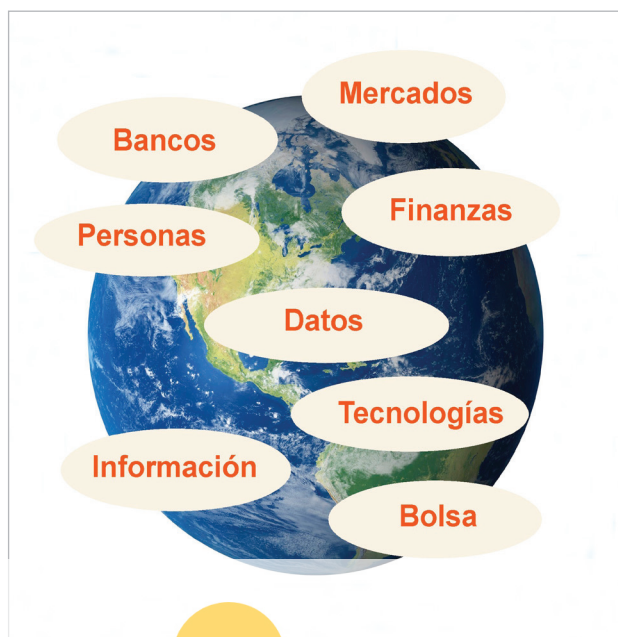 Mercados
Bancos
Finanzas
Personas
Datos
Tecnologías
Información
Bolsa